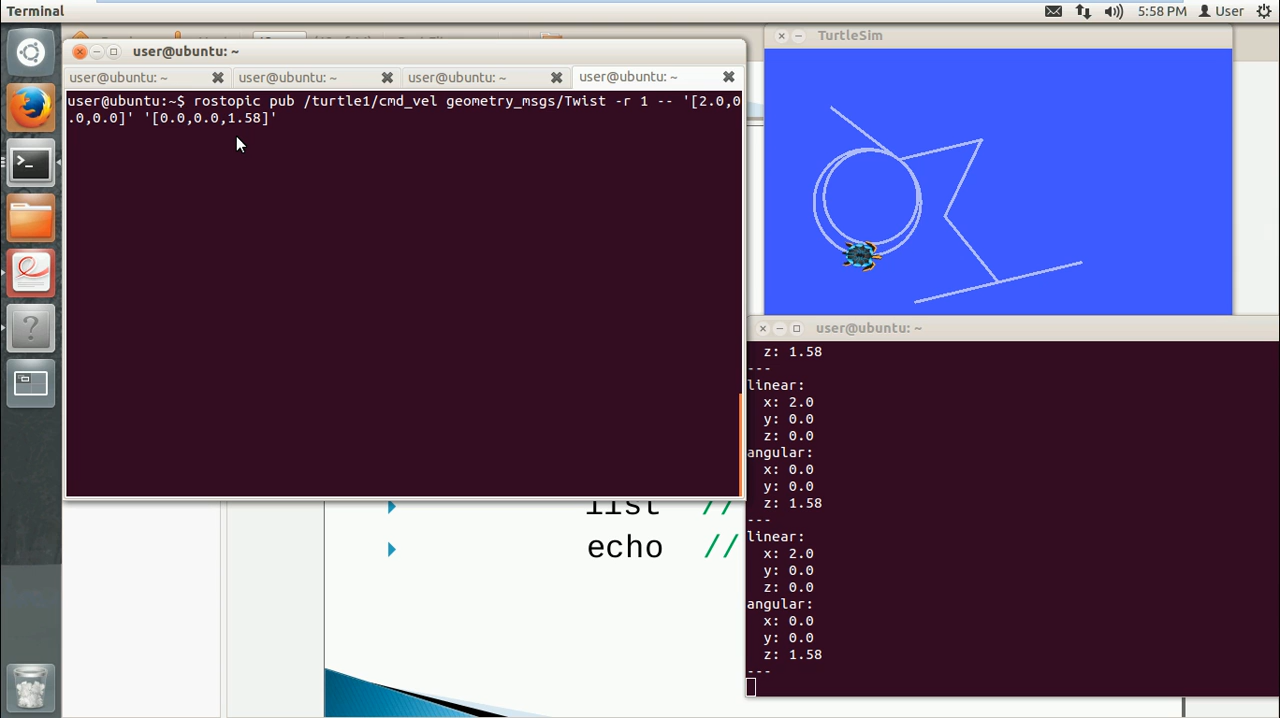 Terminal
5:58 PM
User
user@ubuntu: ~
user@ubuntu: ~
user@ubuntu: ~
user@ubuntu: ~
user@ubuntu: ~
user@ubuntu:~$ rostopic pub /turtle1/cmd_vel geometry_msgs/Twist -r 1 -- '[2.0,0
.0,0.0]' '[0.0,0.0,1.58]'
TurtleSim
user@ubuntu: ~
z: 1.58
---
linear:
x: 2.0
y: 0.0
z: 0.0
angular:
x: 0.0
y: 0.0
z: 1.58
---
linear:
x: 2.0
y: 0.0
z: 0.0
angular:
x: 0.0
y: 0.0
z: 1.58
---
list //
echo //